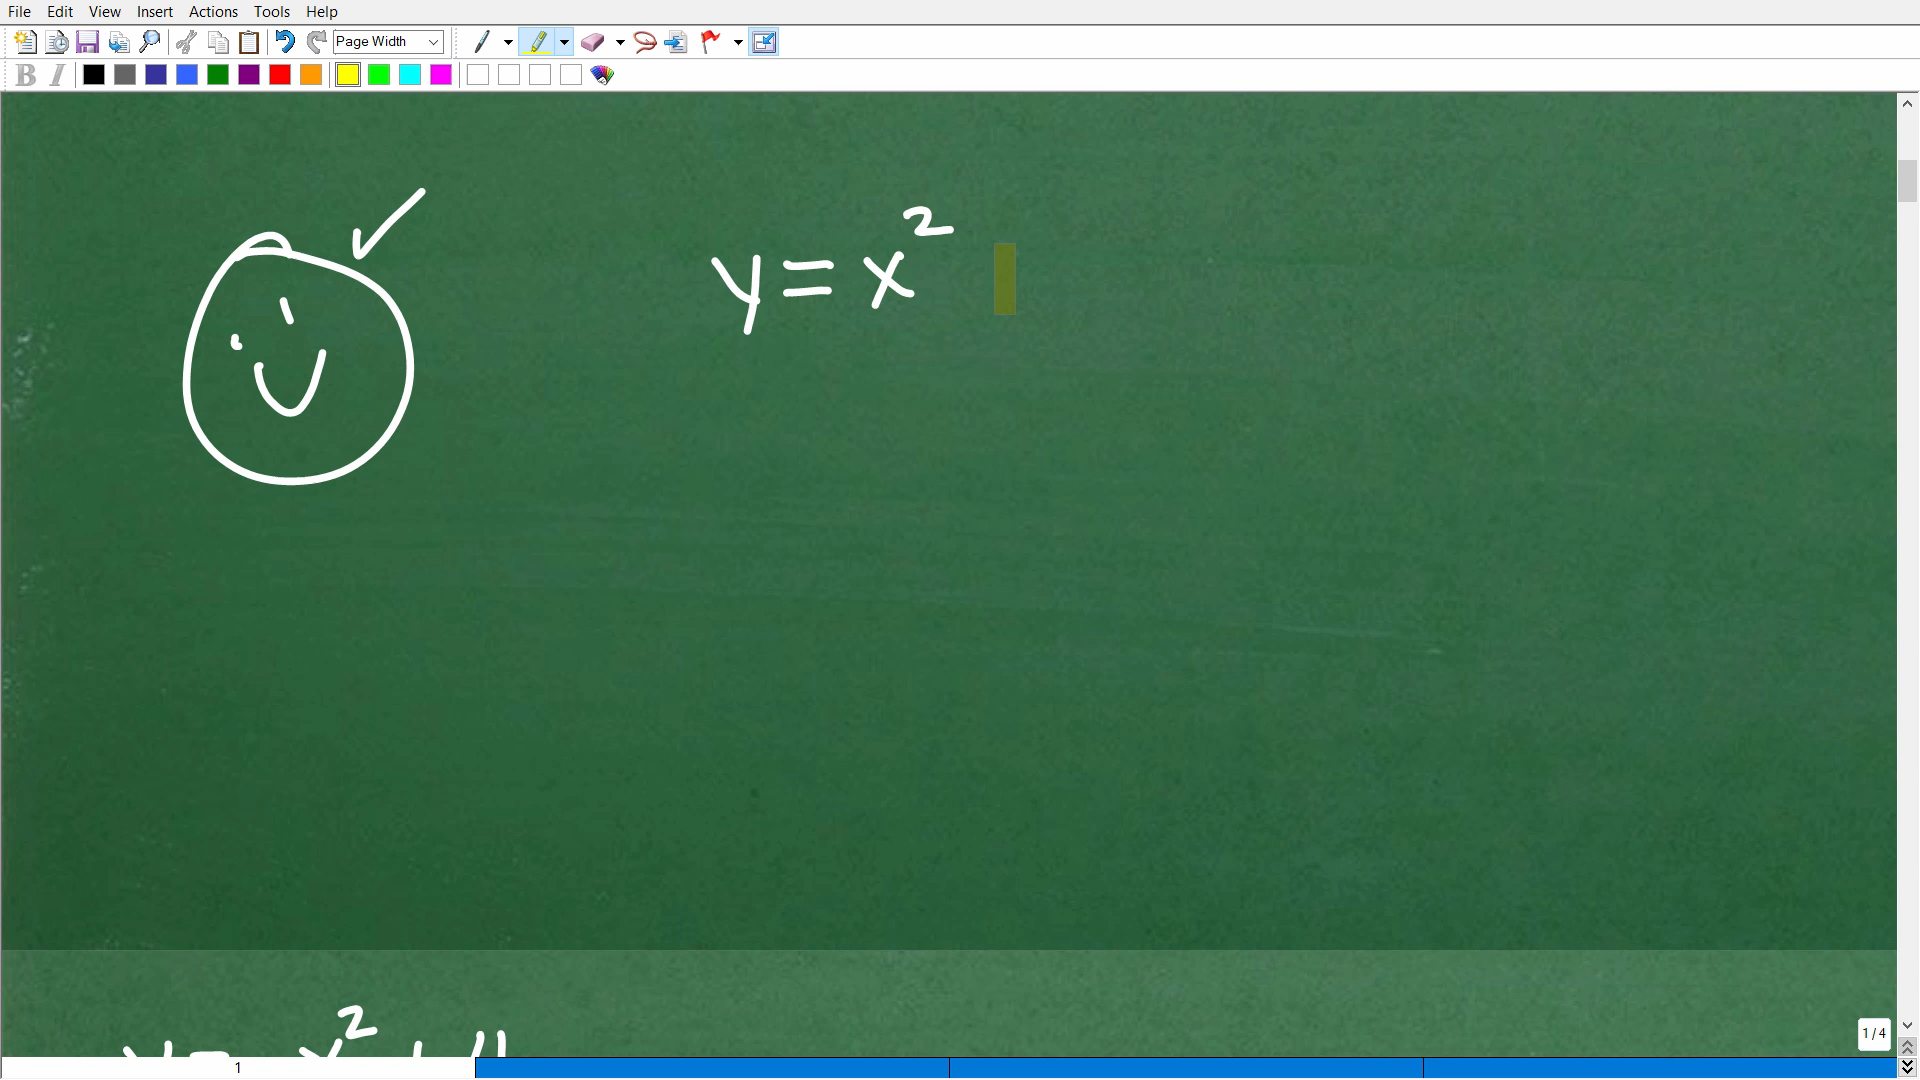 File Edit View Insert Actions Tools Help
Page Width
B I
y = x²
1 / 4
1